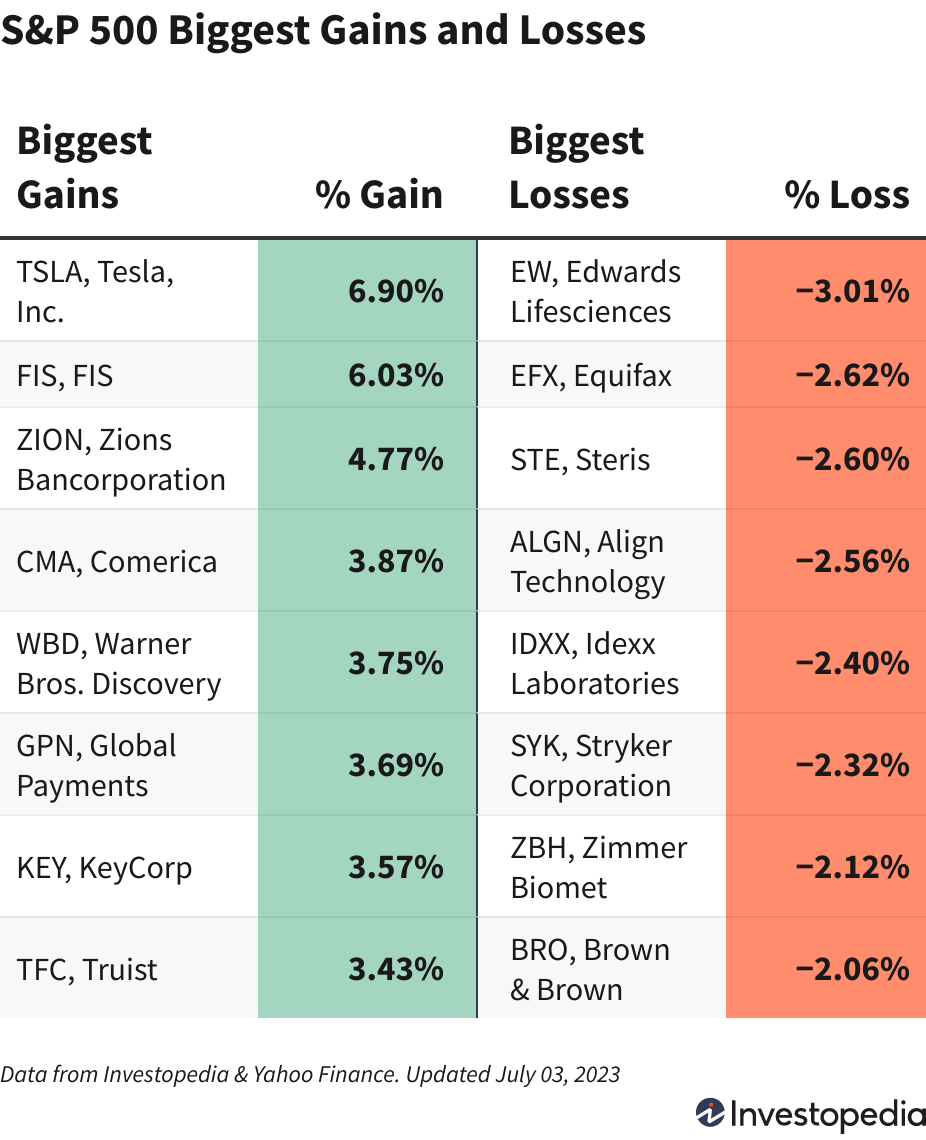 S&P 500 Biggest Gains and Losses
Biggest
Gains
% Gain
Biggest
Losses
% Loss
TSLA, Tesla,
Inc.
6.90%
EW, Edwards
Lifesciences
−3.01%
FIS, FIS
6.03%
EFX, Equifax
−2.62%
ZION, Zions
Bancorporation
4.77%
STE, Steris
−2.60%
CMA, Comerica
3.87%
ALGN, Align
Technology
−2.56%
WBD, Warner
Bros. Discovery
3.75%
IDXX, Idexx
Laboratories
−2.40%
GPN, Global
Payments
3.69%
SYK, Stryker
Corporation
−2.32%
KEY, KeyCorp
3.57%
ZBH, Zimmer
Biomet
−2.12%
TFC, Truist
3.43%
BRO, Brown
& Brown
−2.06%
Data from Investopedia & Yahoo Finance. Updated July 03, 2023
Investopedia